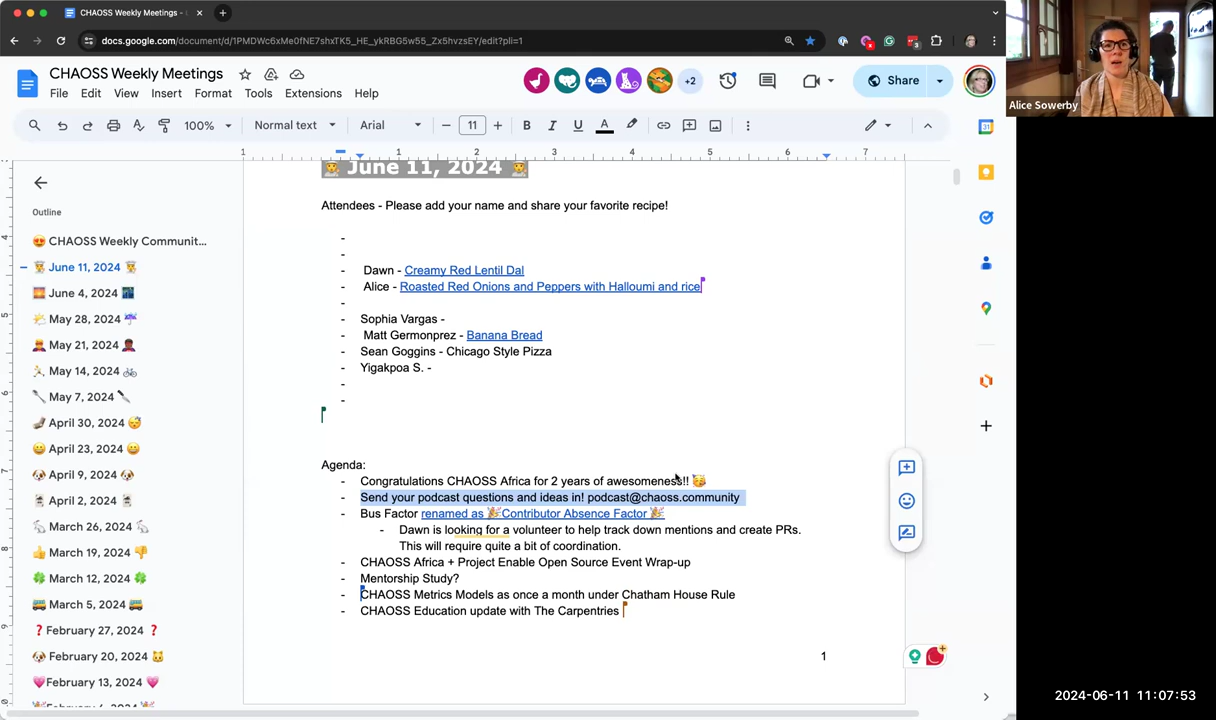 CHAOSS Weekly Meetings -
docs.google.com/document/d/1PMDWc6xMe0fNE7shxTK5_HE_ykRBG5w55_Zx5hvzsEY/edit?pli=1
CHAOSS Weekly Meetings
File Edit View Insert Format Tools Extensions Help
+2
Share
Alice Sowerby
100% Normal text Arial 11 B I U A
1 1 2 3 4 5 6 7
Outline
😍 CHAOSS Weekly Communit...
June 11, 2024
June 4, 2024
May 28, 2024
May 21, 2024
May 14, 2024
May 7, 2024
April 30, 2024
April 23, 2024
April 9, 2024
April 2, 2024
March 26, 2024
March 19, 2024
March 12, 2024
March 5, 2024
❓ February 27, 2024 ❓
February 20, 2024
February 13, 2024
June 11, 2024
Attendees - Please add your name and share your favorite recipe!
-
-
- Dawn - Creamy Red Lentil Dal
- Alice - Roasted Red Onions and Peppers with Halloumi and rice
-
- Sophia Vargas -
- Matt Germonprez - Banana Bread
- Sean Goggins - Chicago Style Pizza
- Yigakpoa S. -
-
-
Agenda:
- Congratulations CHAOSS Africa for 2 years of awesomeness!! 🥳
- Send your podcast questions and ideas in! podcast@chaoss.community
- Bus Factor renamed as 🎉Contributor Absence Factor 🎉
- Dawn is looking for a volunteer to help track down mentions and create PRs.
This will require quite a bit of coordination.
- CHAOSS Africa + Project Enable Open Source Event Wrap-up
- Mentorship Study?
- CHAOSS Metrics Models as once a month under Chatham House Rule
- CHAOSS Education update with The Carpentries
1
2024-06-11 11:07:53